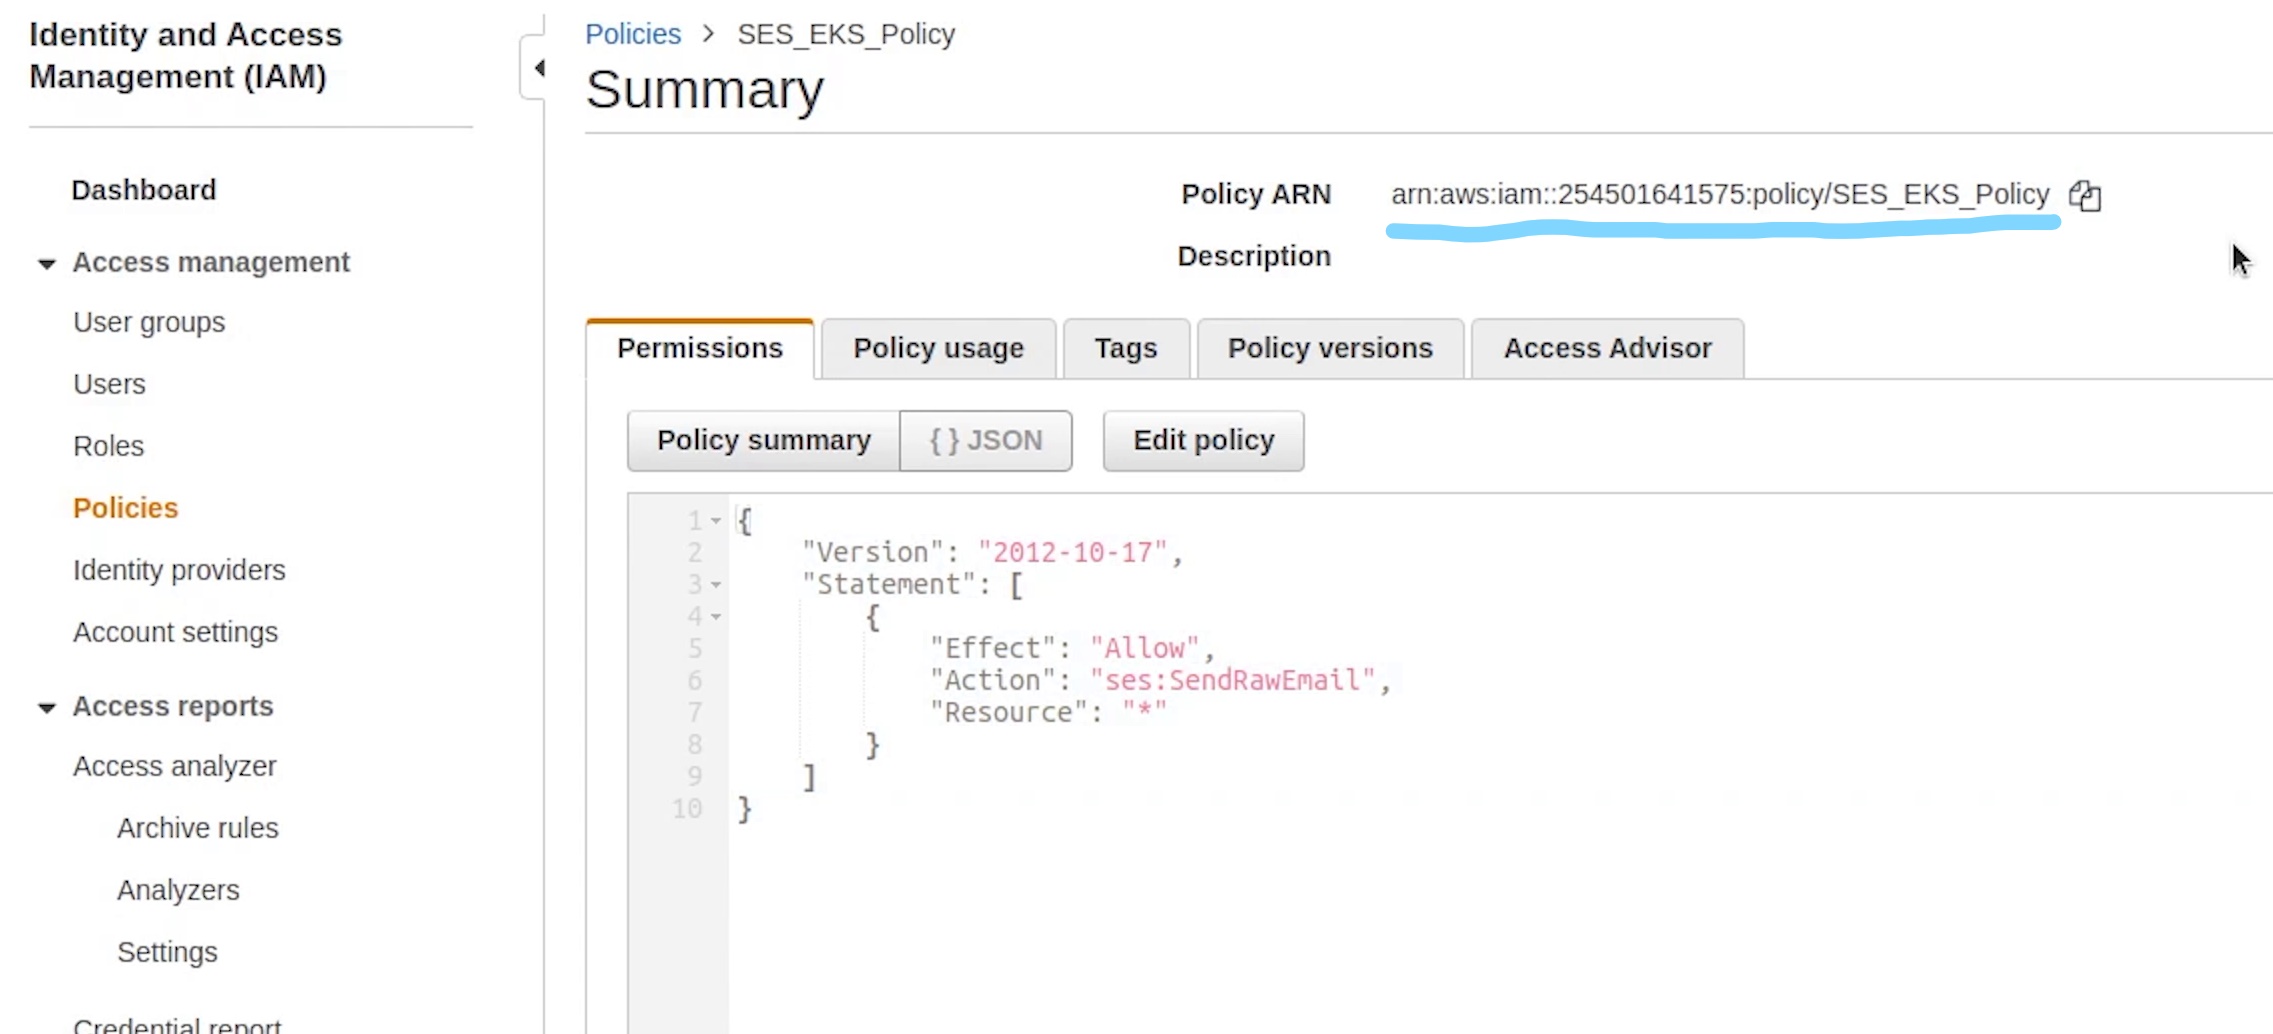 Identity and Access
Management (IAM)
Dashboard
Access management
User groups
Users
Roles
Policies
Identity providers
Account settings
Access reports
Access analyzer
Archive rules
Analyzers
Settings
Credential report
Policies > SES_EKS_Policy
Summary
Policy ARN arn:aws:iam::254501641575:policy/SES_EKS_Policy
Description
Permissions Policy usage Tags Policy versions Access Advisor
Policy summary { } JSON Edit policy
1 {
2 "Version": "2012-10-17",
3 "Statement": [
4 {
5 "Effect": "Allow",
6 "Action": "ses:SendRawEmail",
7 "Resource": "*"
8 }
9 ]
10 }